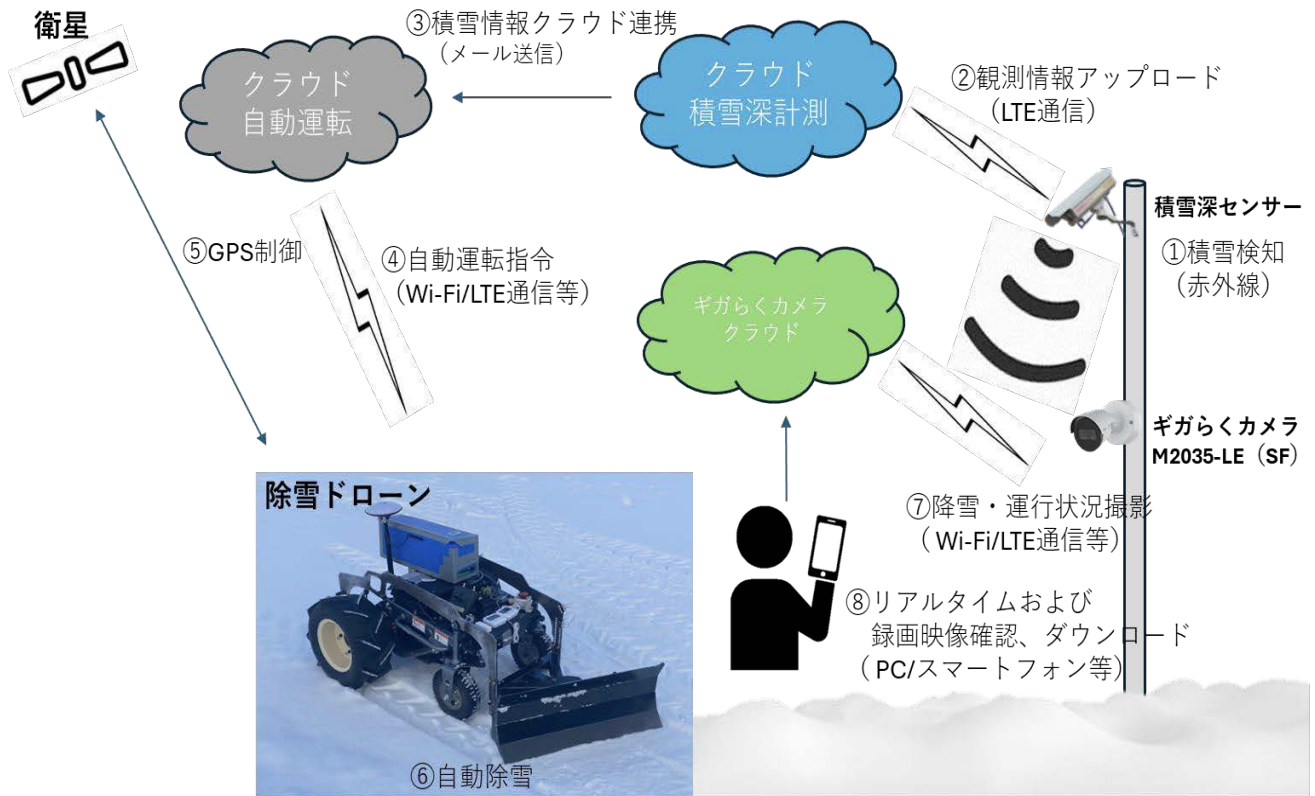 衛星
③積雪情報クラウド連携
（メール送信）
クラウド
自動運転
クラウド
積雪深計測
②観測情報アップロード
（LTE通信）
積雪深センサー
①積雪検知
（赤外線）
⑤GPS制御
④自動運転指令
（Wi-Fi/LTE通信等）
ギガらくカメラ
クラウド
ギガらくカメラ
M2035-LE（SF）
除雪ドローン
⑦降雪・運行状況撮影
（Wi-Fi/LTE通信等）
⑧リアルタイムおよび
録画映像確認、ダウンロード
（PC/スマートフォン等）
⑥自動除雪